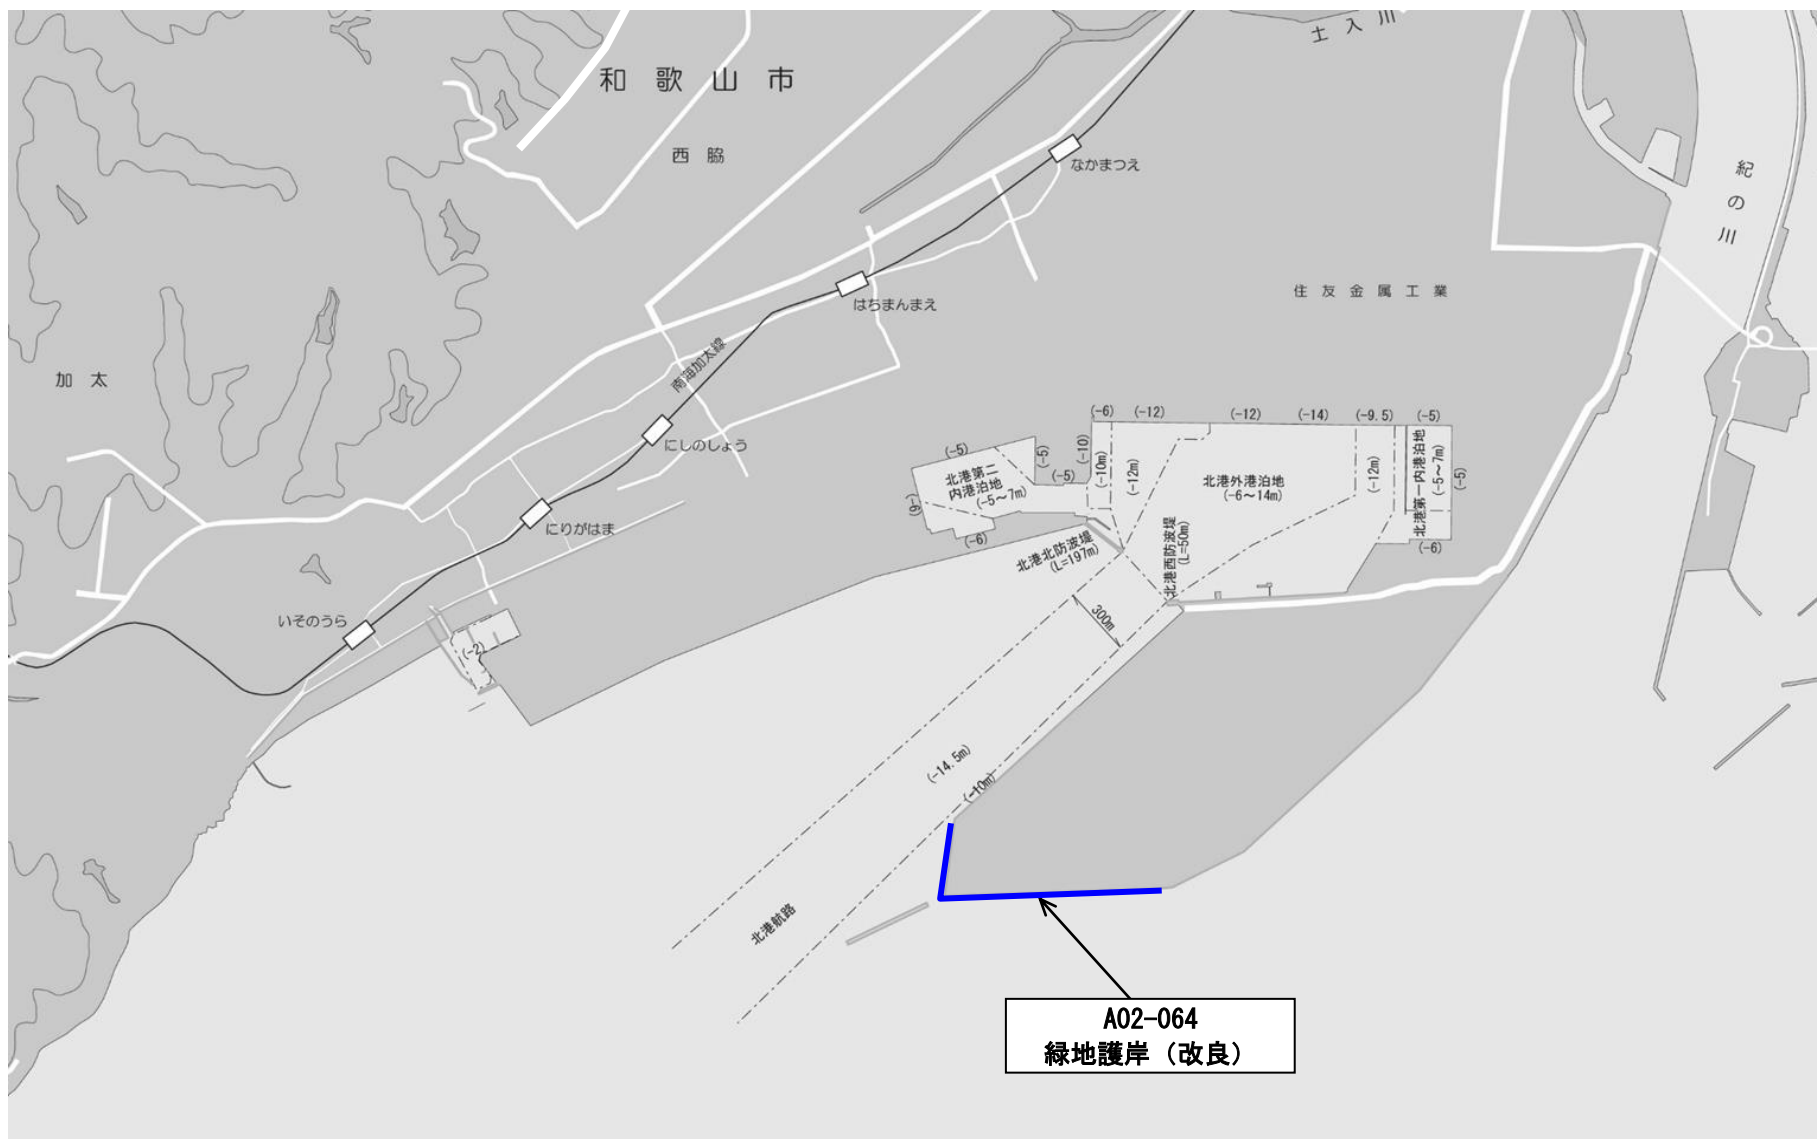 土入川
和歌山市
西脇
なかまつえ
紀の川
はちまんまえ
住友金属工業
南海加太線
加太
にしのしょう
(-6)
(-12)
(-12)
(-14)
(-9.5)
(-5)
(-5)
(-5)
(-10)
(-5)
(-10m)
(-12m)
(-12m)
(-5)
北港第二
内港泊地
(-5~7m)
北港外港泊地
(-6~14m)
北港第一内港泊地
(-5~7m)
(-6)
(-6)
(-6)
にりがはま
北港北防波堤
(L=197m)
北港西防波堤
(L=50m)
300m
いそのうら
(-2)
(-14.5m)
(-10m)
北港航路
A02-064
緑地護岸（改良）